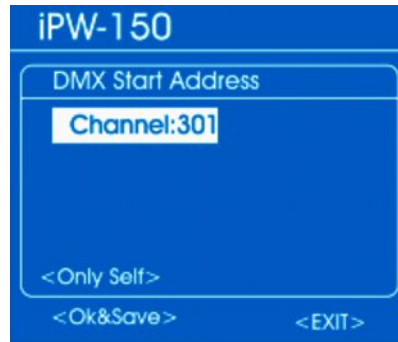 iPW-150
DMX Start Address
Channel:301
<Only Self>
<Ok&Save>
<EXIT>